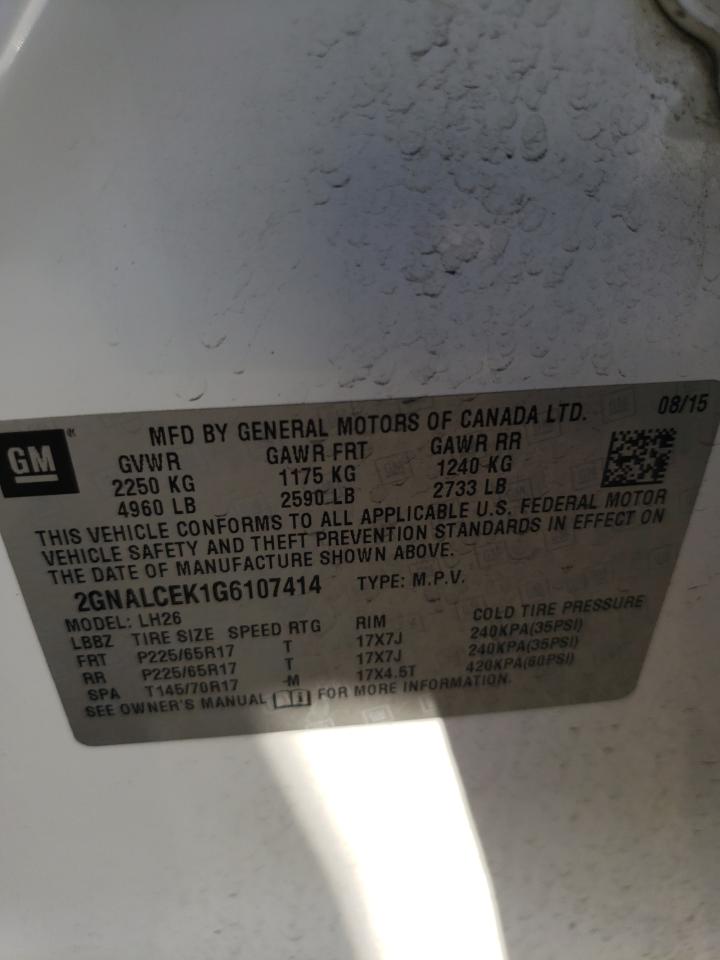 GM®
MFD BY GENERAL MOTORS OF CANADA LTD. 08/15
GVWR GAWR FRT GAWR RR
2250 KG 1175 KG 1240 KG
4960 LB 2590 LB 2733 LB
THIS VEHICLE CONFORMS TO ALL APPLICABLE U.S. FEDERAL MOTOR
VEHICLE SAFETY AND THEFT PREVENTION STANDARDS IN EFFECT ON
THE DATE OF MANUFACTURE SHOWN ABOVE.
2GNALCEK1G6107414 TYPE: M.P.V.
MODEL: LH26
LBBZ TIRE SIZE SPEED RTG RIM COLD TIRE PRESSURE
FRT P225/65R17 T 17X7J 240KPA(35PSI)
RR P225/65R17 T 17X7J 240KPA(35PSI)
SPA T145/70R17 M 17X4.5T 420KPA(60PSI)
SEE OWNER'S MANUAL FOR MORE INFORMATION.